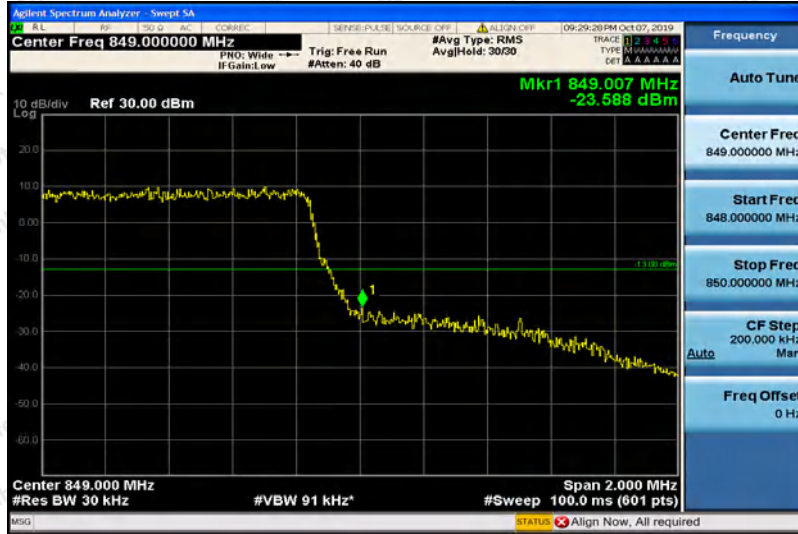 Agilent Spectrum Analyzer - Swept SA
RL RF 50 Ω AC CORREC SENSE:PULSE SOURCE OFF ALIGN OFF 09:29:28 PM Oct 07, 2019
Center Freq 849.000000 MHz
PNO: Wide
IFGain:Low
Trig: Free Run
#Atten: 40 dB
#Avg Type: RMS
Avg|Hold: 30/30
TRACE 1 2 3 4 5 6
TYPE M WWWWW
DET A A A A A A
Mkr1 849.007 MHz
-23.588 dBm
10 dB/div Ref 30.00 dBm
Log
20.0
10.0
0.00
-10.0
-13.00 dBm
-20.0
1
-30.0
-40.0
-50.0
-60.0
Center 849.000 MHz Span 2.000 MHz
#Res BW 30 kHz #VBW 91 kHz* #Sweep 100.0 ms (601 pts)
MSG STATUS Align Now, All required
Frequency
Auto Tune
Center Freq
849.000000 MHz
Start Freq
848.000000 MHz
Stop Freq
850.000000 MHz
CF Step
200.000 kHz
Auto Man
Freq Offset
0 Hz